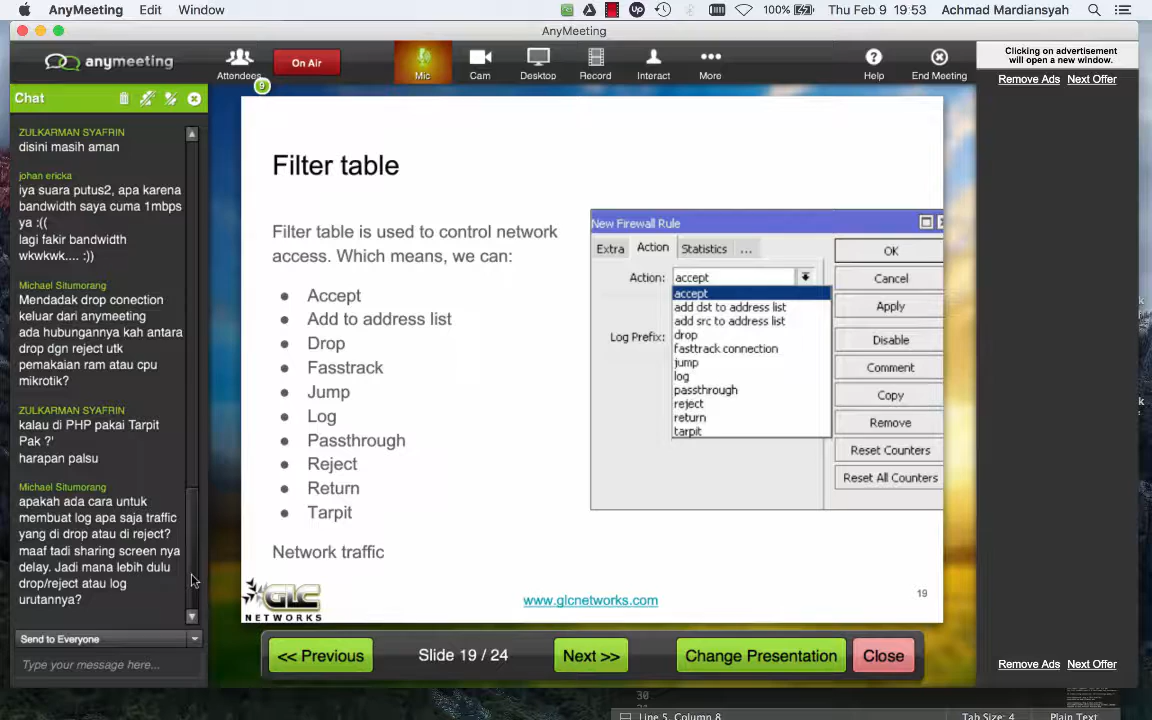 AnyMeeting Edit Window
100% Thu Feb 9 19:53 Achmad Mardiansyah
AnyMeeting
anymeeting
Attendees
9
On Air
Mic
Cam
Desktop
Record
Interact
More
Help
End Meeting
Clicking on advertisement
will open a new window.
Remove Ads Next Offer
Chat
ZULKARMAN SYAFRIN
disini masih aman
johan ericka
iya suara putus2, apa karena
bandwidth saya cuma 1mbps
ya :((
lagi fakir bandwidth
wkwkwk.... :))
Michael Situmorang
Mendadak drop conection
keluar dari anymeeting
ada hubungannya kah antara
drop dgn reject utk
pemakaian ram atau cpu
mikrotik?
ZULKARMAN SYAFRIN
kalau di PHP pakai Tarpit
Pak ?'
harapan palsu
Michael Situmorang
apakah ada cara untuk
membuat log apa saja traffic
yang di drop atau di reject?
maaf tadi sharing screen nya
delay. Jadi mana lebih dulu
drop/reject atau log
urutannya?
Send to Everyone
Type your message here...
Filter table
Filter table is used to control network
access. Which means, we can:
● Accept
● Add to address list
● Drop
● Fasstrack
● Jump
● Log
● Passthrough
● Reject
● Return
● Tarpit
Network traffic
New Firewall Rule
Extra Action Statistics ...
Action: accept
accept
add dst to address list
add src to address list
drop
fasttrack connection
jump
log
passthrough
reject
return
tarpit
Log Prefix:
OK
Cancel
Apply
Disable
Comment
Copy
Remove
Reset Counters
Reset All Counters
GLC
NETWORKS
www.glcnetworks.com
19
<< Previous
Slide 19 / 24
Next >>
Change Presentation
Close
Remove Ads Next Offer
30
Line 5, Column 8
Tab Size: 4
Plain Text